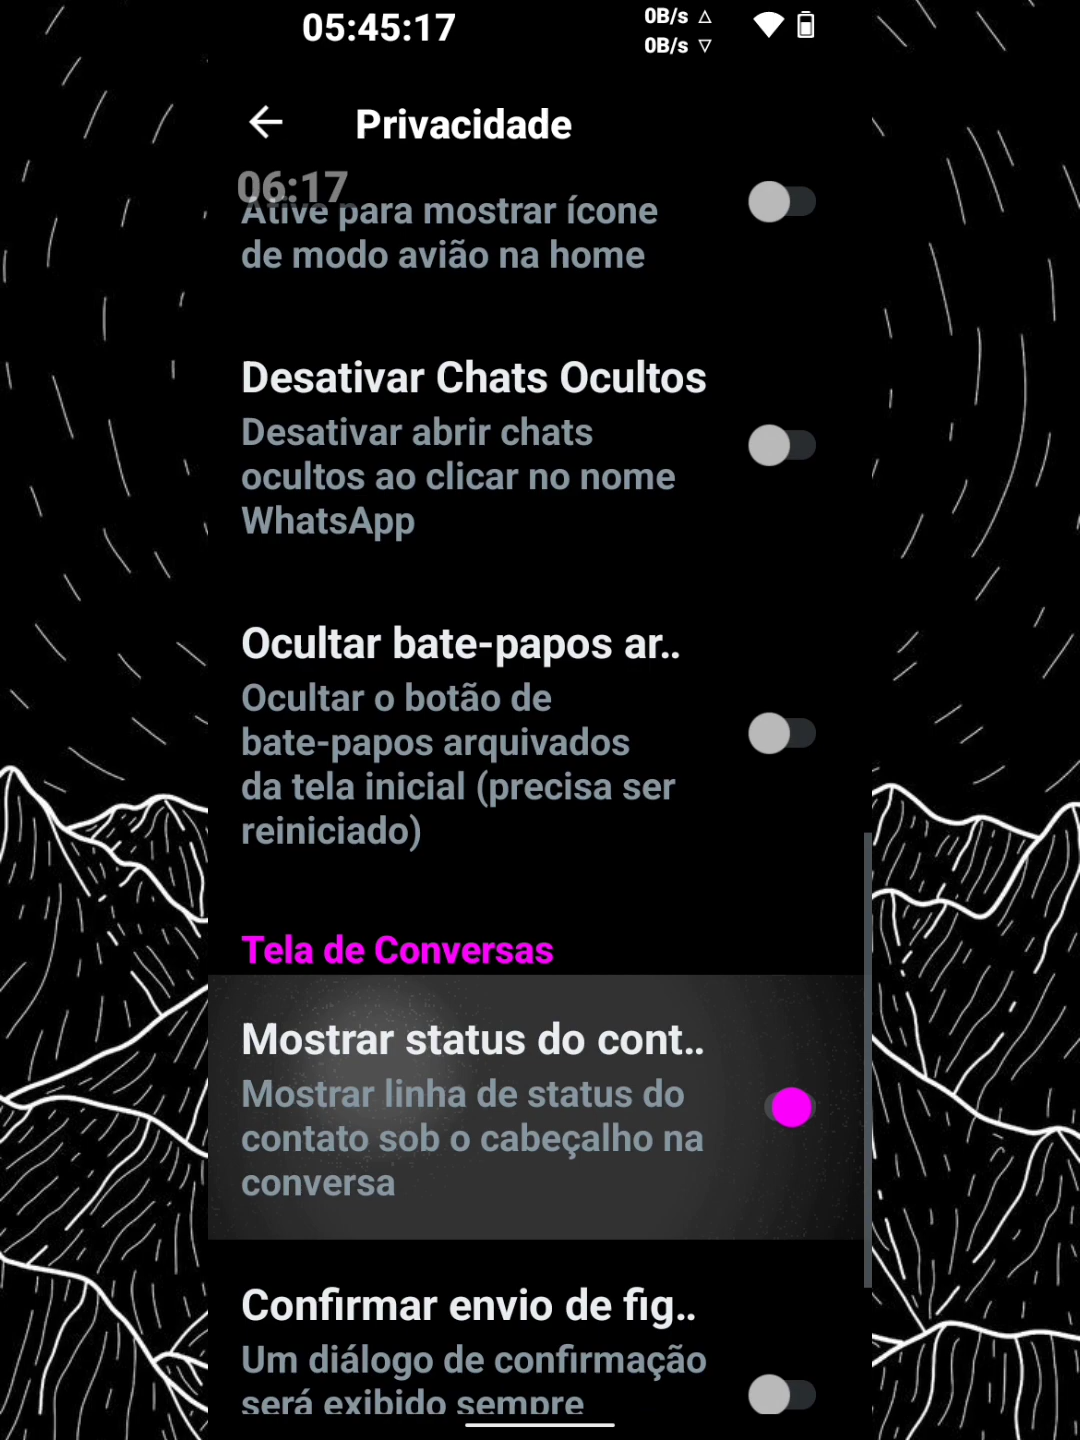 05:45:17
0B/s △
0B/s ▽
Privacidade
06:17
Ative para mostrar ícone
de modo avião na home
Desativar Chats Ocultos
Desativar abrir chats
ocultos ao clicar no nome
WhatsApp
Ocultar bate-papos ar..
Ocultar o botão de
bate-papos arquivados
da tela inicial (precisa ser
reiniciado)
Tela de Conversas
Mostrar status do cont..
Mostrar linha de status do
contato sob o cabeçalho na
conversa
Confirmar envio de fig..
Um diálogo de confirmação
será exibido sempre